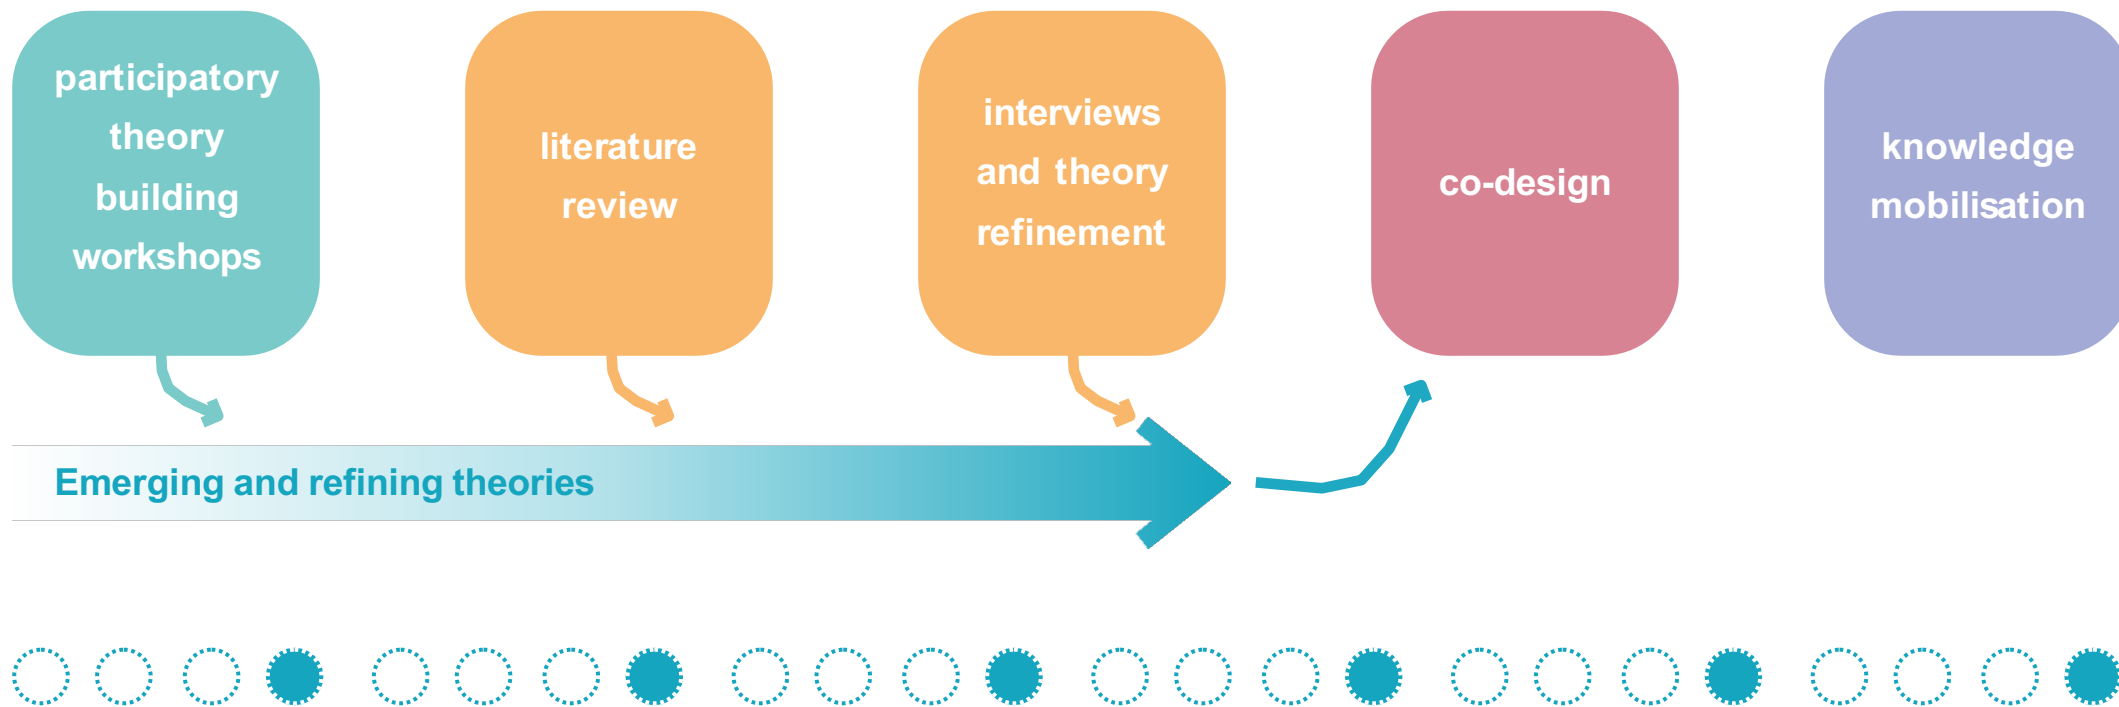 participatory
theory
building
workshops
literature
review
interviews
and theory
refinement
co-design
knowledge
mobilisation
Emerging and refining theories